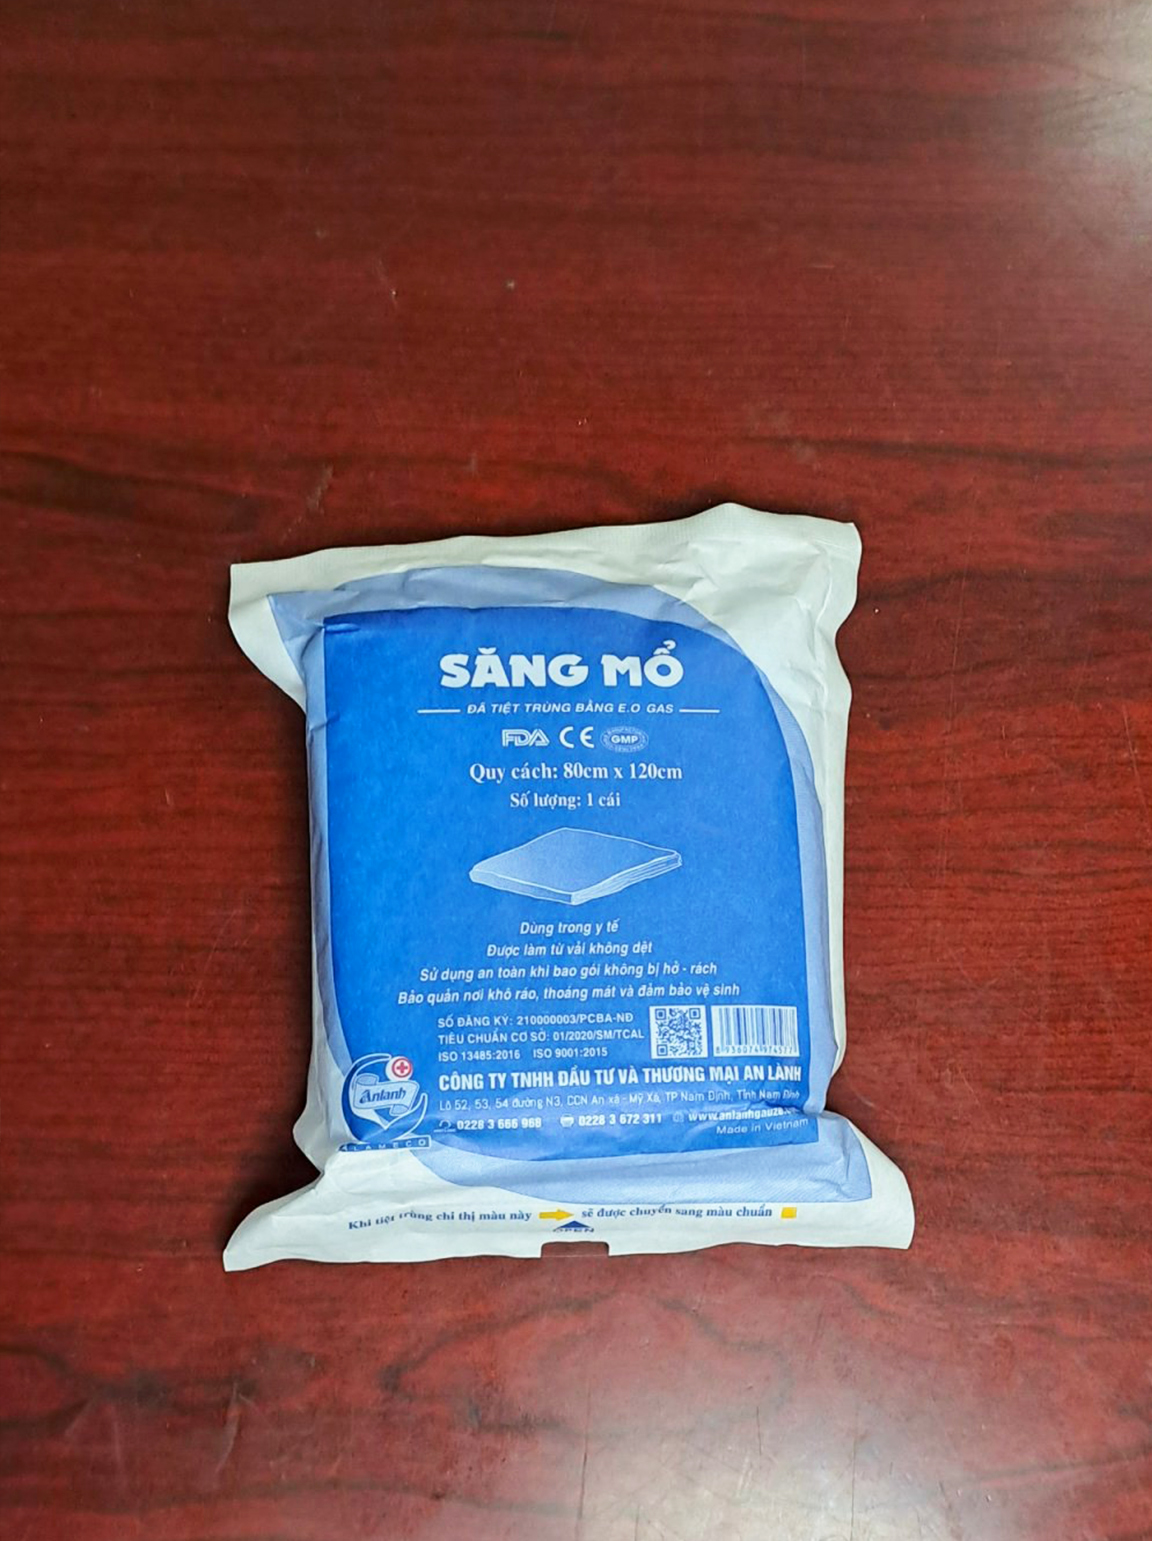 SĂNG MỔ
ĐÃ TIỆT TRÙNG BẰNG E.O GAS
FDA CE GMP
Quy cách: 80cm x 120cm
Số lượng: 1 cái
Dùng trong y tế
Được làm từ vải không dệt
Sử dụng an toàn khi bao gói không bị hở - rách
Bảo quản nơi khô ráo, thoáng mát và đảm bảo vệ sinh
SỐ ĐĂNG KÝ: 210000003/PCBA-NĐ
TIÊU CHUẨN CƠ SỞ: 01/2020/SM/TCAL
ISO 13485:2016 ISO 9001:2015
Anlanh
CÔNG TY TNHH ĐẦU TƯ VÀ THƯƠNG MẠI AN LÀNH
Lô 52, 53, 54 đường N3, CCN An xá - Mỹ Xá, TP Nam Định, Tỉnh Nam Định
0228 3 666 968 0228 3 672 311
ALAMECO
Made in Vietnam
Khi tiệt trùng chỉ thị màu này sẽ được chuyển sang màu chuẩn
OPEN